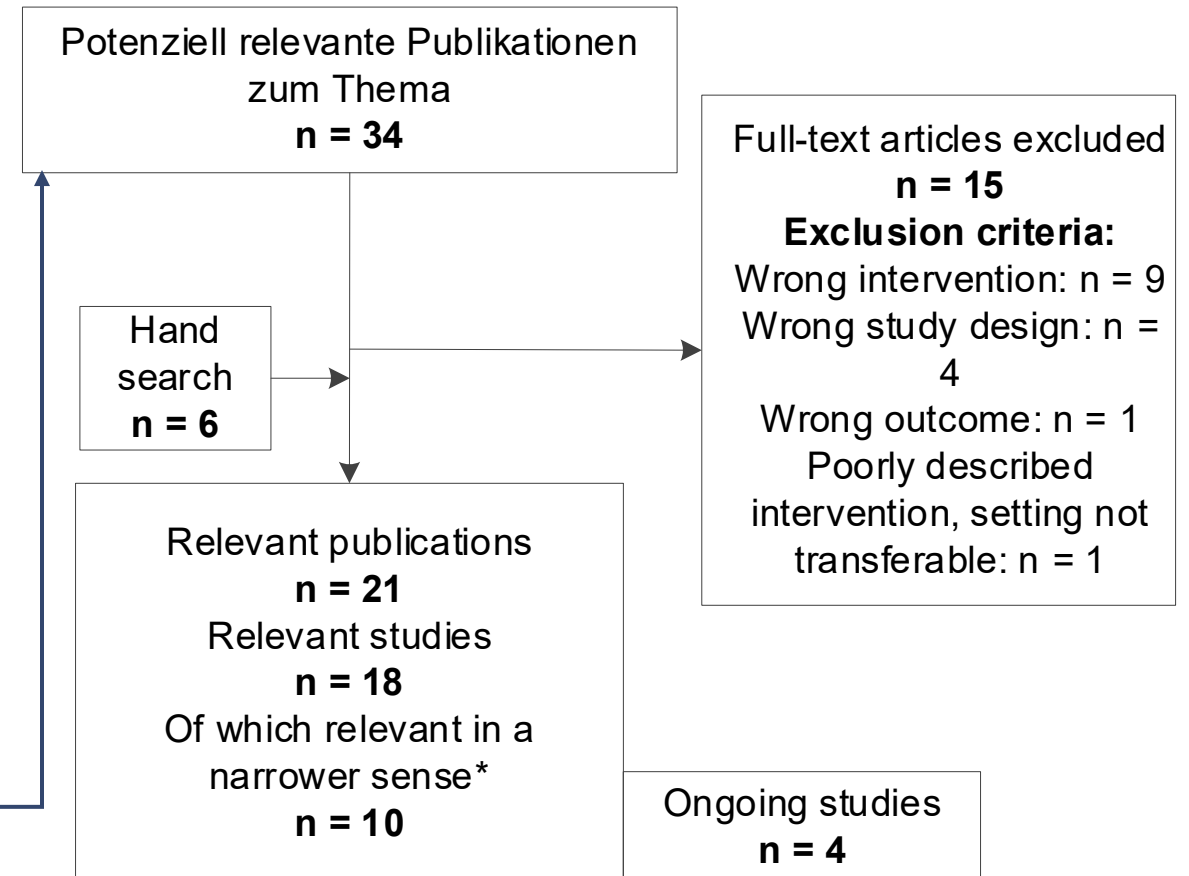 Potenziell relevante Publikationen
zum Thema
n = 34
Full-text articles excluded
n = 15
Exclusion criteria:
Wrong intervention: n = 9
Wrong study design: n =
4
Wrong outcome: n = 1
Poorly described
intervention, setting not
transferable: n = 1
Hand
search
n = 6
Relevant publications
n = 21
Relevant studies
n = 18
Of which relevant in a
narrower sense*
n = 10
Ongoing studies
n = 4